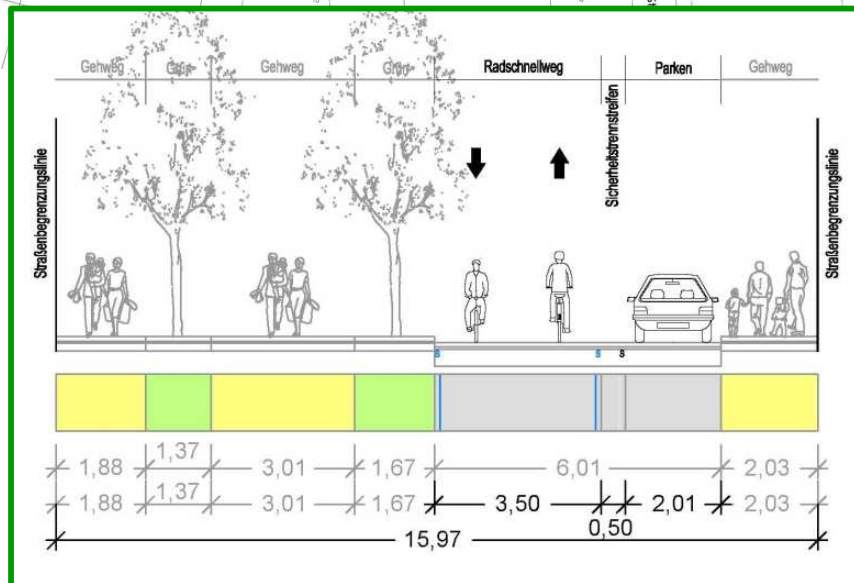 Gehweg Grün Gehweg Grün Radschnellweg Parken Gehweg
Sicherheitstrennstreifen
Straßenbegrenzungslinie
Straßenbegrenzungslinie
s s s
1,88 1,37 3,01 1,67 6,01 2,03
1,88 1,37 3,01 1,67 3,50 0,50 2,01 2,03
15,97